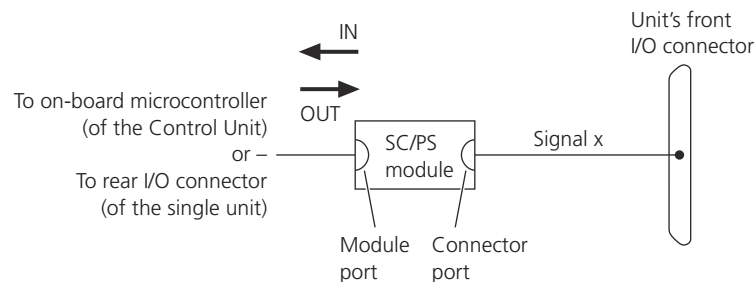 Unit's front
I/O connector
IN
OUT
To on-board microcontroller
(of the Control Unit)
or –
To rear I/O connector
(of the single unit)
SC/PS
module
Signal x
Module
port
Connector
port